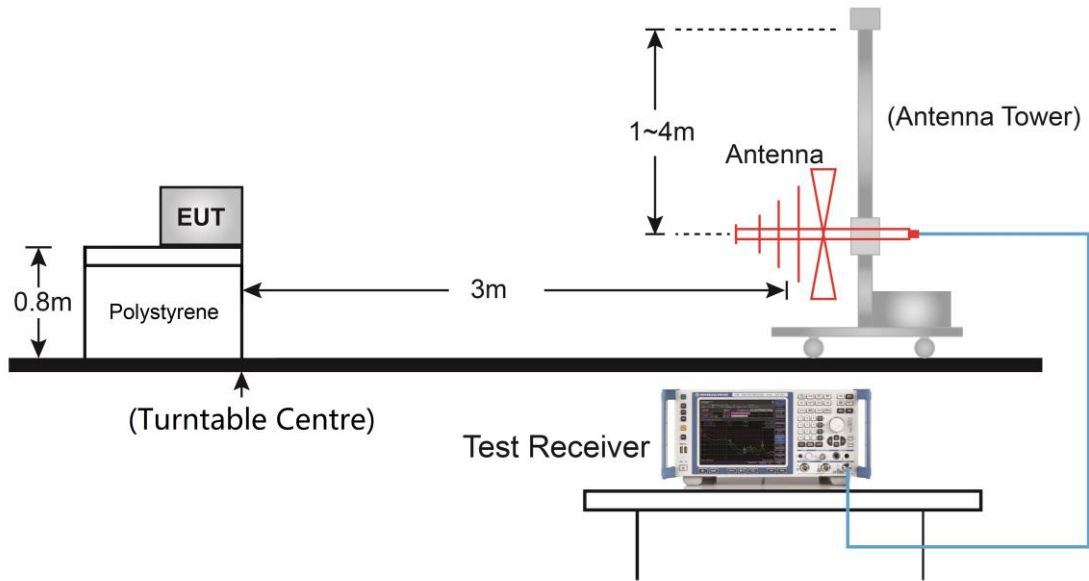 1~4m
(Antenna Tower)
Antenna
EUT
0.8m
Polystyrene
3m
(Turntable Centre)
Test Receiver